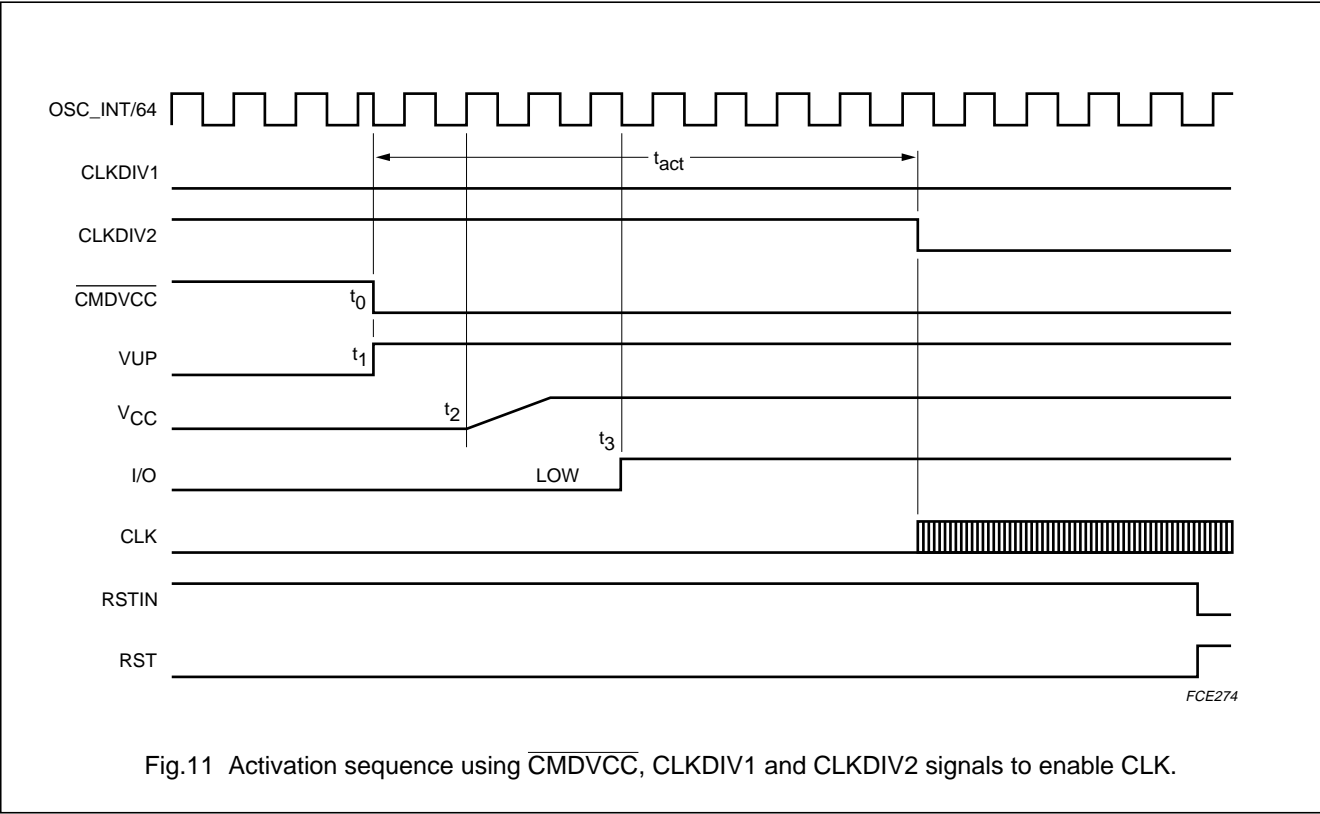 OSC_INT/64
tact
CLKDIV1
CLKDIV2
CMDVCC
t0
VUP
t1
VCC
t2
t3
I/O
LOW
CLK
RSTIN
RST
FCE274
Fig.11 Activation sequence using CMDVCC, CLKDIV1 and CLKDIV2 signals to enable CLK.